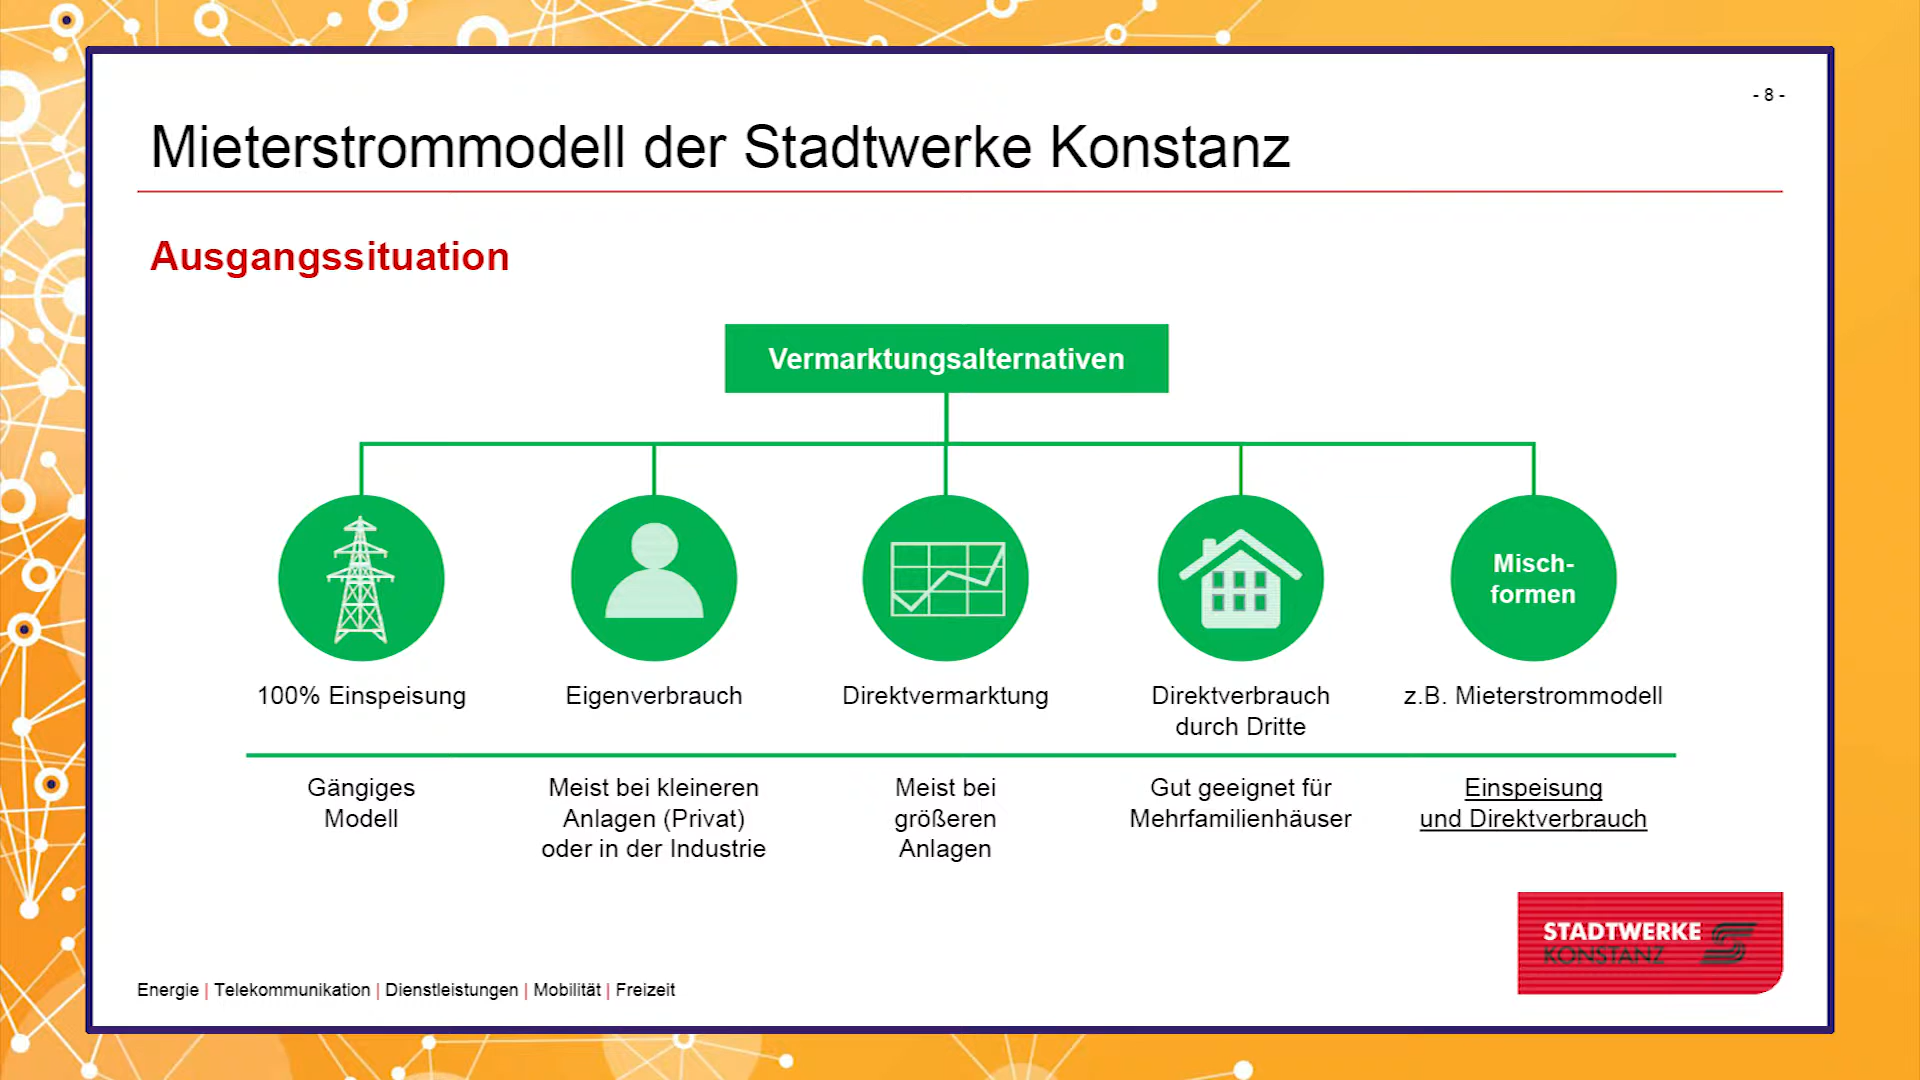 - 8 -
Mieterstrommodell der Stadtwerke Konstanz
Ausgangssituation
Vermarktungsalternativen
Misch-
formen
100% Einspeisung
Eigenverbrauch
Direktvermarktung
Direktverbrauch
durch Dritte
z.B. Mieterstrommodell
Gängiges
Modell
Meist bei kleineren
Anlagen (Privat)
oder in der Industrie
Meist bei
größeren
Anlagen
Gut geeignet für
Mehrfamilienhäuser
Einspeisung
und Direktverbrauch
STADTWERKE
KONSTANZ
Energie | Telekommunikation | Dienstleistungen | Mobilität | Freizeit